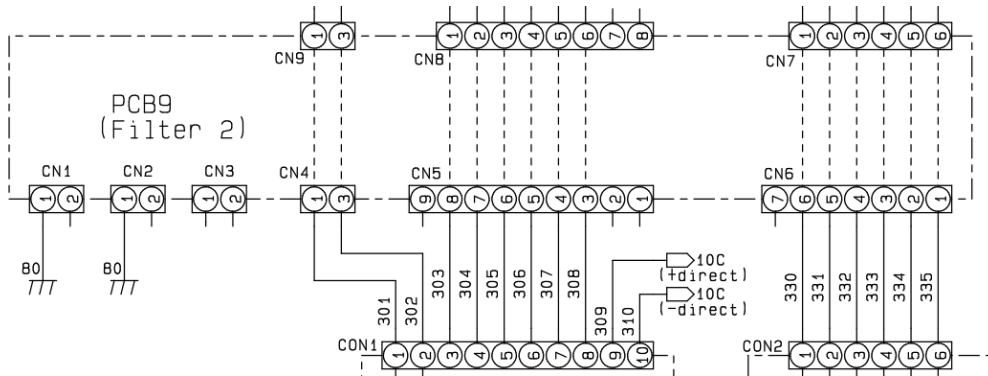 1 3
CN9
1 2 3 4 5 6 7 8
CN8
1 2 3 4 5 6
CN7
PCB9
(Filter 2)
CN1
1 2
CN2
1 2
CN3
1 2
CN4
1 3
CN5
9 8 7 6 5 4 3 2 1
CN6
7 6 5 4 3 2 1
80
80
301
302
303
304
305
306
307
308
309
310
10C
(+direct)
10C
(-direct)
330
331
332
333
334
335
CON1
1 2 3 4 5 6 7 8 9 10
CON2
1 2 3 4 5 6